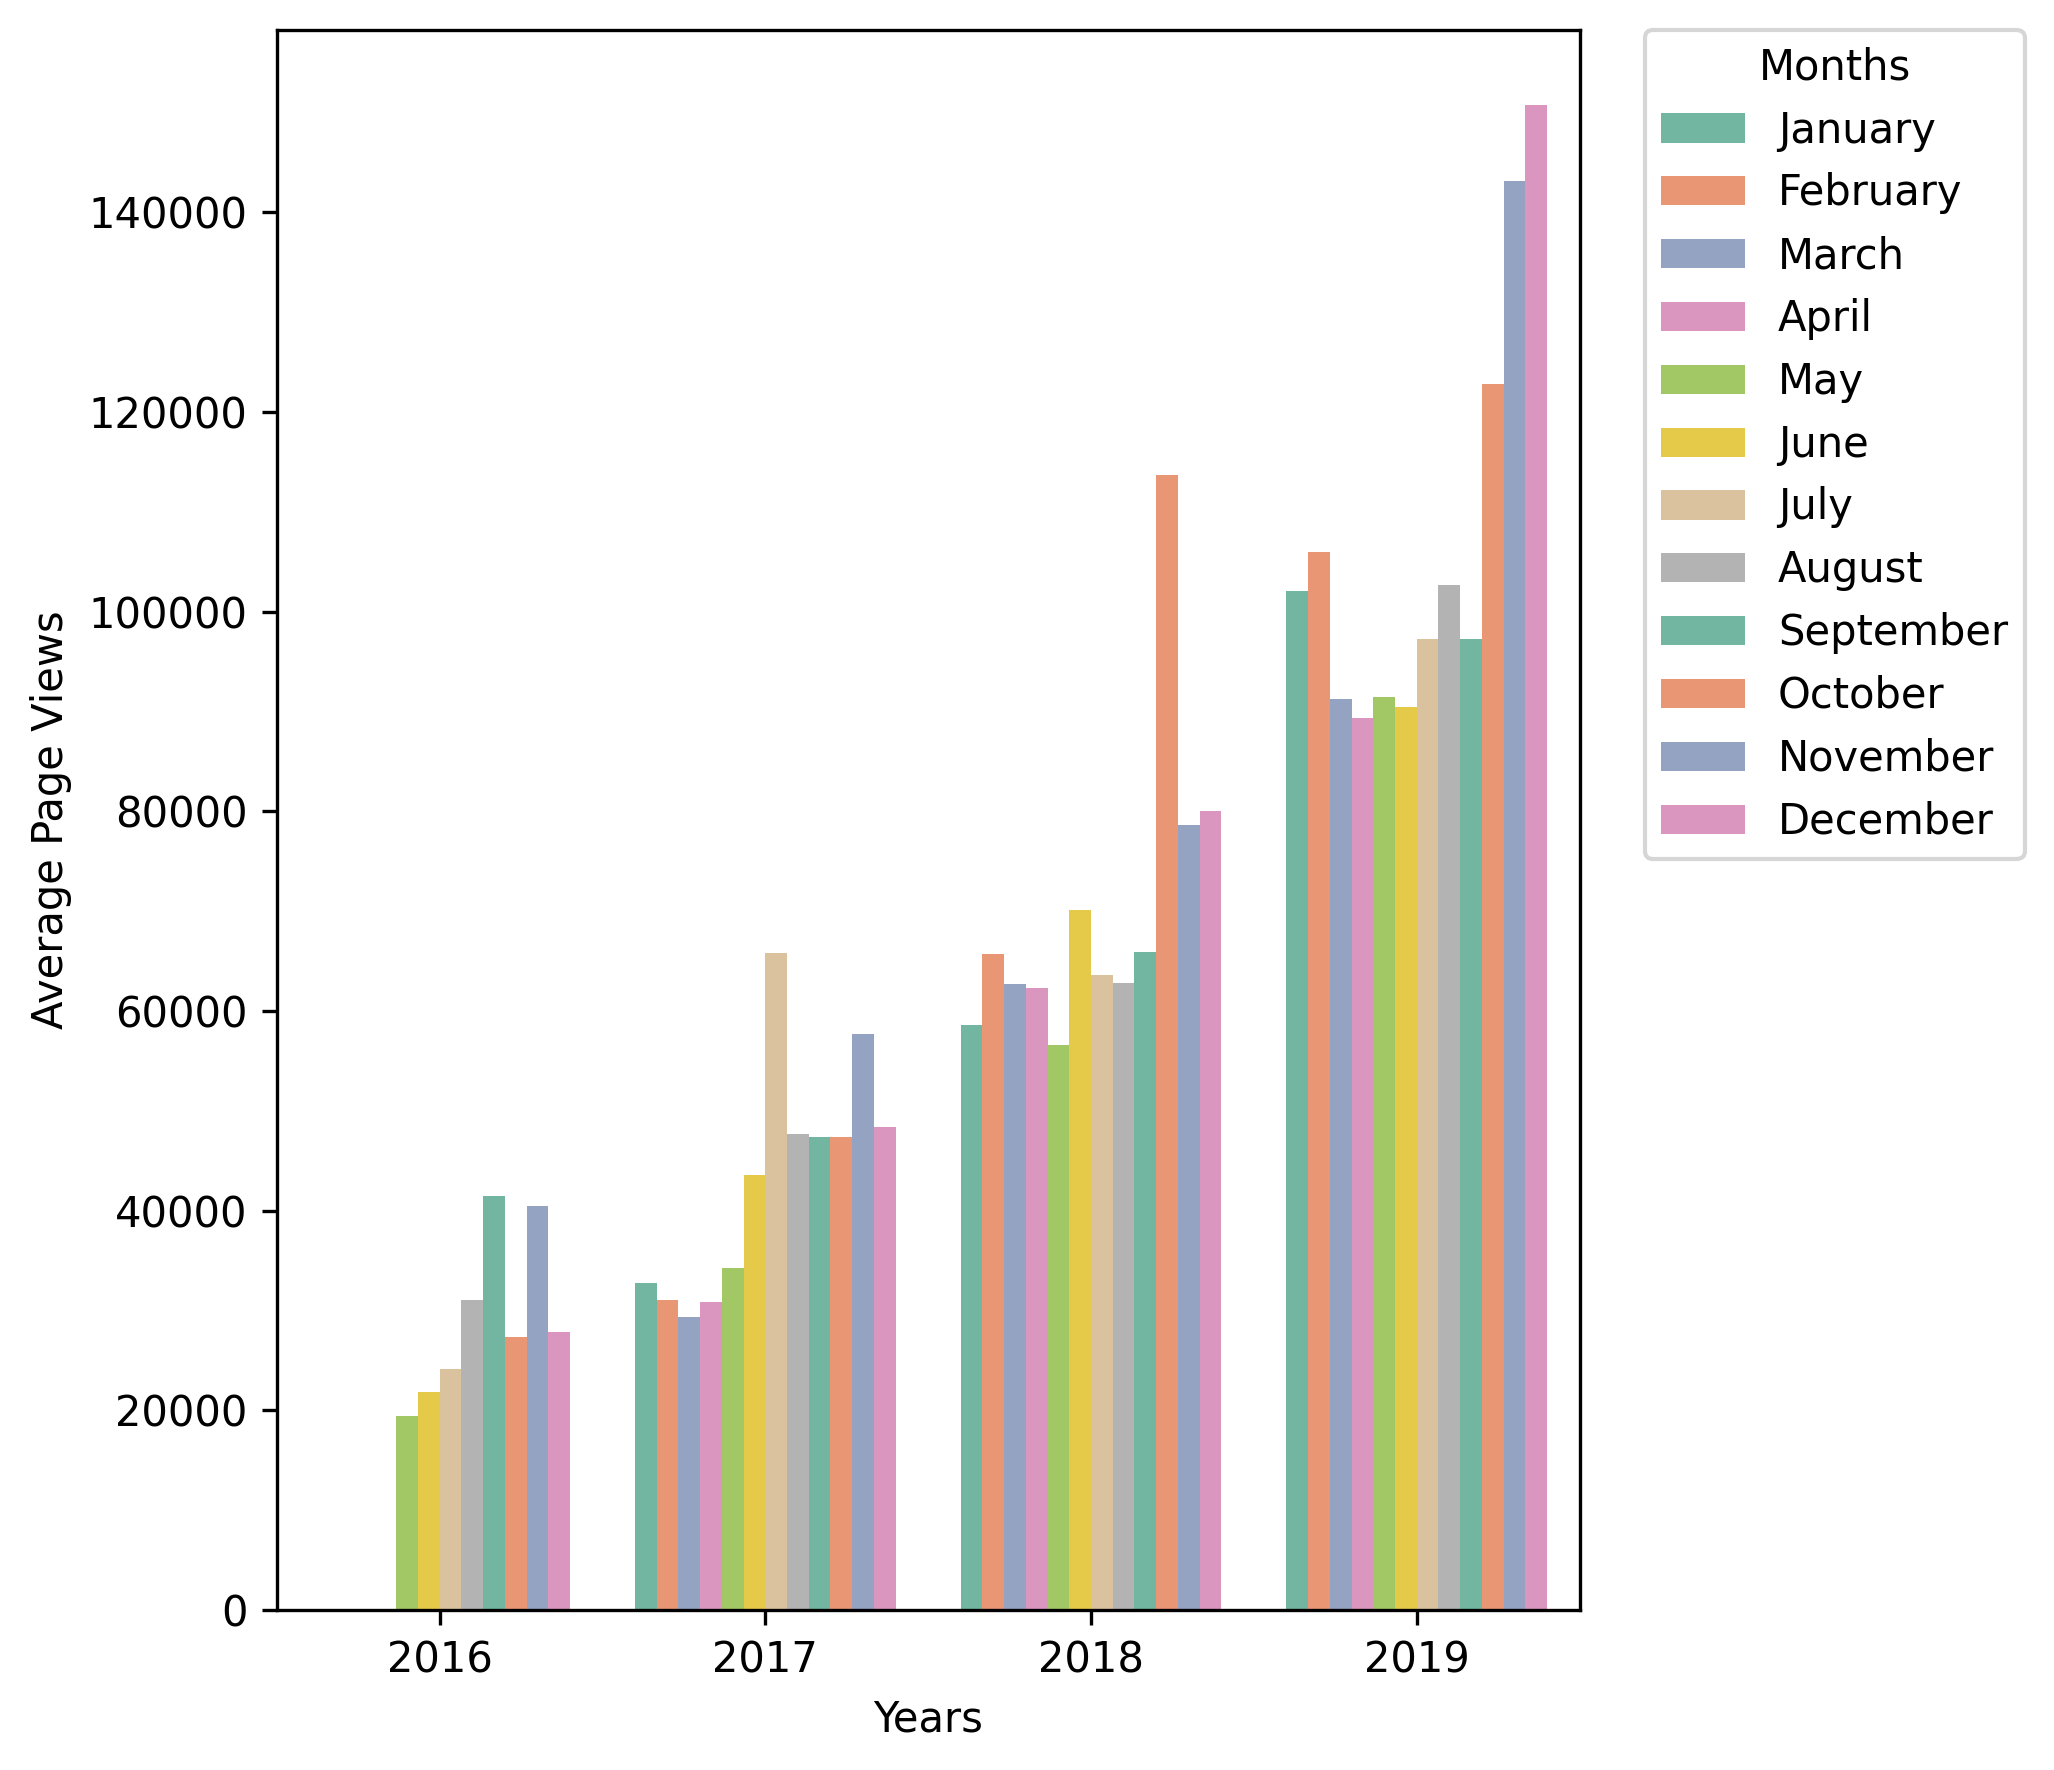 Months
January
February
March
April
May
June
July
August
September
October
November
December
140000
120000
100000
80000
60000
40000
20000
0
Average Page Views
2016 2017 2018 2019
Years